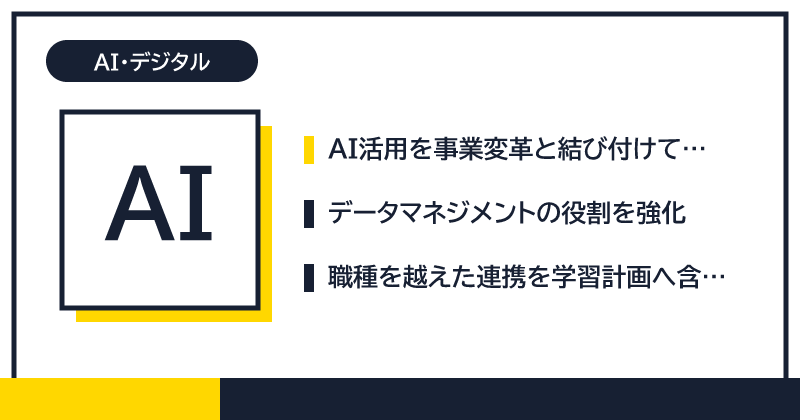 AI・デジタル
AI
AI活用を事業変革と結び付けて…
データマネジメントの役割を強化
職種を越えた連携を学習計画へ含…